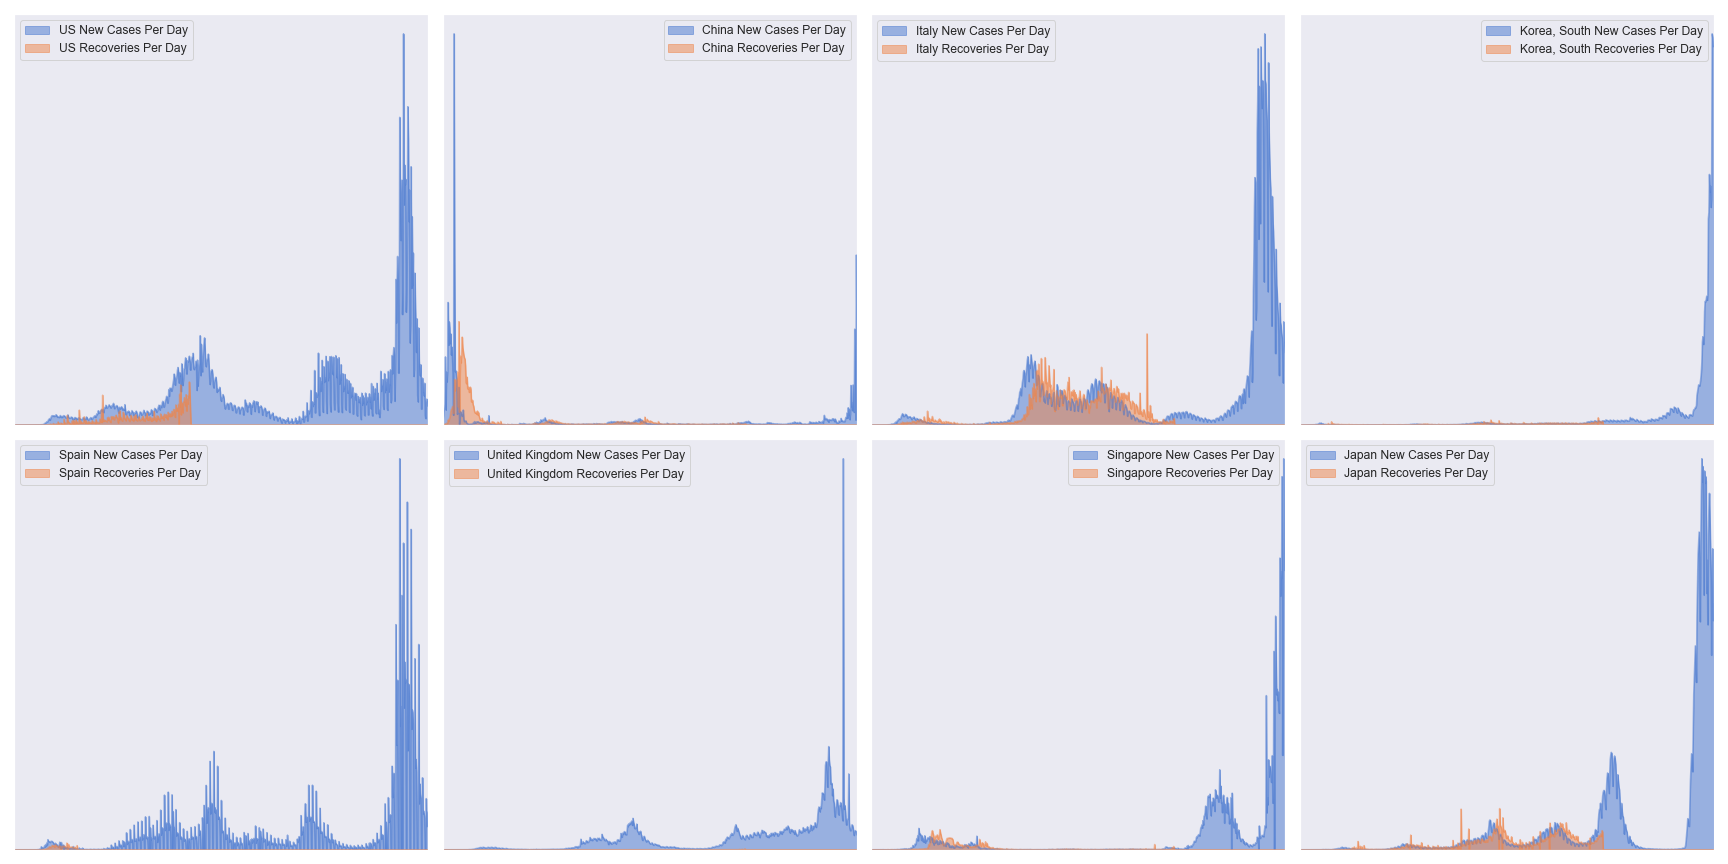 US New Cases Per Day
US Recoveries Per Day
China New Cases Per Day
China Recoveries Per Day
Italy New Cases Per Day
Italy Recoveries Per Day
Korea, South New Cases Per Day
Korea, South Recoveries Per Day
Spain New Cases Per Day
Spain Recoveries Per Day
United Kingdom New Cases Per Day
United Kingdom Recoveries Per Day
Singapore New Cases Per Day
Singapore Recoveries Per Day
Japan New Cases Per Day
Japan Recoveries Per Day